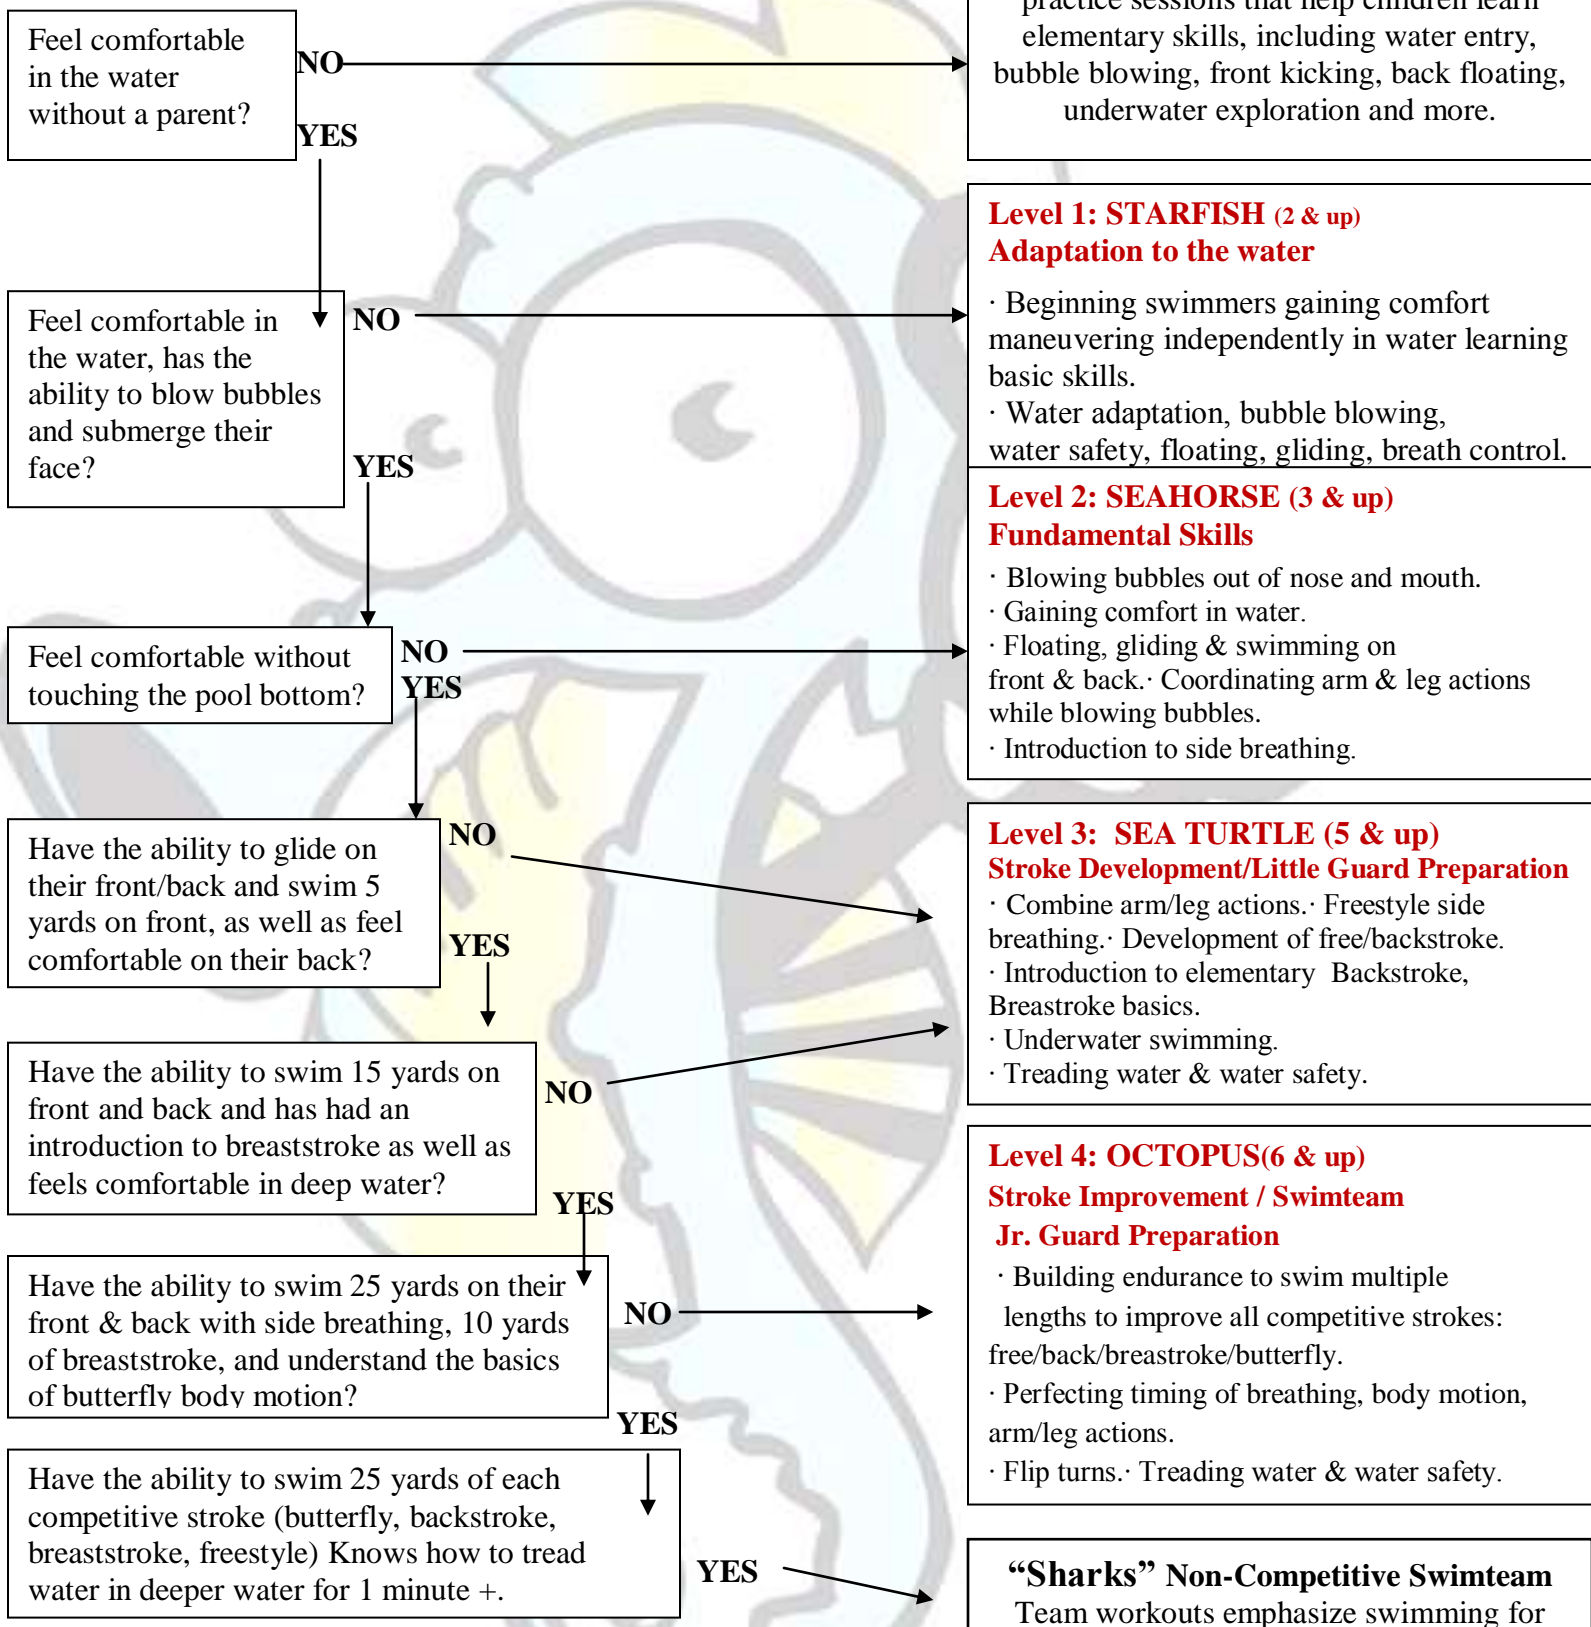 Feel comfortable
in the water
without a parent?
NO
YES
practice sessions that help children learn
elementary skills, including water entry,
bubble blowing, front kicking, back floating,
underwater exploration and more.
Feel comfortable in
the water, has the
ability to blow bubbles
and submerge their
face?
NO
YES
Level 1: STARFISH (2 & up)
Adaptation to the water
· Beginning swimmers gaining comfort
maneuvering independently in water learning
basic skills.
· Water adaptation, bubble blowing,
water safety, floating, gliding, breath control.
Feel comfortable without
touching the pool bottom?
NO
YES
Level 2: SEAHORSE (3 & up)
Fundamental Skills
· Blowing bubbles out of nose and mouth.
· Gaining comfort in water.
· Floating, gliding & swimming on
front & back.· Coordinating arm & leg actions
while blowing bubbles.
· Introduction to side breathing.
Have the ability to glide on
their front/back and swim 5
yards on front, as well as feel
comfortable on their back?
NO
YES
Level 3:  SEA TURTLE (5 & up)
Stroke Development/Little Guard Preparation
· Combine arm/leg actions.· Freestyle side
breathing.· Development of free/backstroke.
· Introduction to elementary  Backstroke,
Breastroke basics.
· Underwater swimming.
· Treading water & water safety.
Have the ability to swim 15 yards on
front and back and has had an
introduction to breaststroke as well as
feels comfortable in deep water?
NO
YES
Level 4: OCTOPUS(6 & up)
Stroke Improvement / Swimteam
Jr. Guard Preparation
· Building endurance to swim multiple
lengths to improve all competitive strokes:
free/back/breastroke/butterfly.
· Perfecting timing of breathing, body motion,
arm/leg actions.
· Flip turns.· Treading water & water safety.
Have the ability to swim 25 yards on their
front & back with side breathing, 10 yards
of breaststroke, and understand the basics
of butterfly body motion?
NO
YES
Have the ability to swim 25 yards of each
competitive stroke (butterfly, backstroke,
breaststroke, freestyle) Knows how to tread
water in deeper water for 1 minute +.
YES
“Sharks” Non-Competitive Swimteam
Team workouts emphasize swimming for